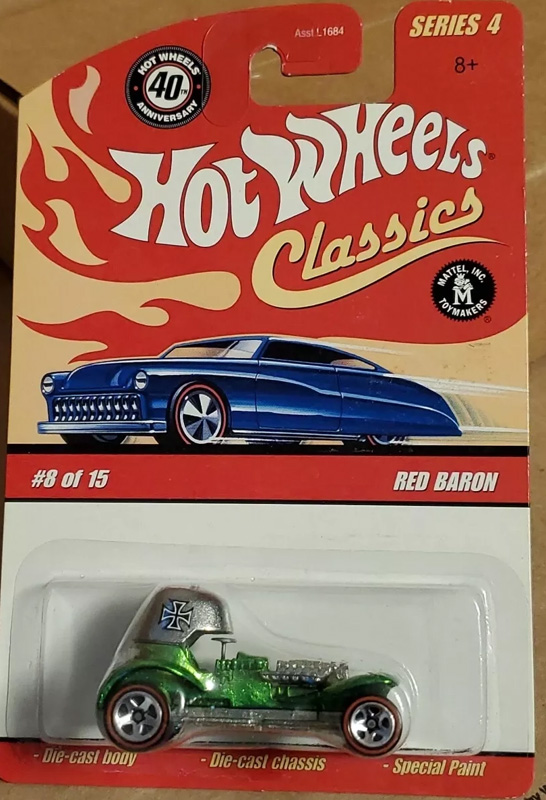 Asst L1684
SERIES 4
8+
HOT WHEELS
40TM
ANNIVERSARY
HOT WHEELS®
Classics
MATTEL, INC.
M
TOYMAKERS®
#8 of 15
RED BARON
- Die-cast body - Die-cast chassis - Special Paint